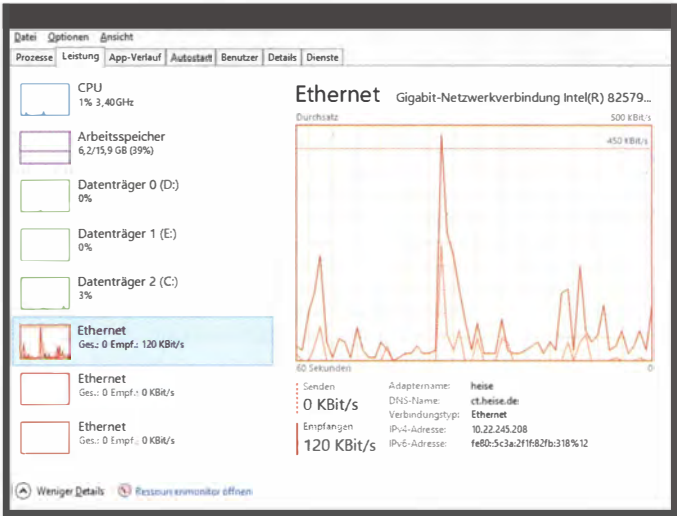 Datei Optionen Ansicht
Prozesse Leistung App-Verlauf Autostart Benutzer Details Dienste
CPU
1% 3,40GHz
Arbeitsspeicher
6,2/15,9 GB (39%)
Datenträger 0 (D:)
0%
Datenträger 1 (E:)
0%
Datenträger 2 (C:)
3%
Ethernet
Ges.: 0 Empf.: 120 KBit/s
Ethernet
Ges.: 0 Empf.: 0 KBit/s
Ethernet
Ges.: 0 Empf.: 0 KBit/s
Ethernet Gigabit-Netzwerkverbindung Intel(R) 82579...
Durchsatz 500 KBit/s
450 KBit/s
60 Sekunden 0
Senden
0 KBit/s
Empfangen
120 KBit/s
Adaptername: heise
DNS-Name: ct.heise.de
Verbindungstyp: Ethernet
IPv4-Adresse: 10.22.245.208
IPv6-Adresse: fe80::5c3a:2f1f:82fb:318%12
Weniger Details Ressourcenmonitor öffnen